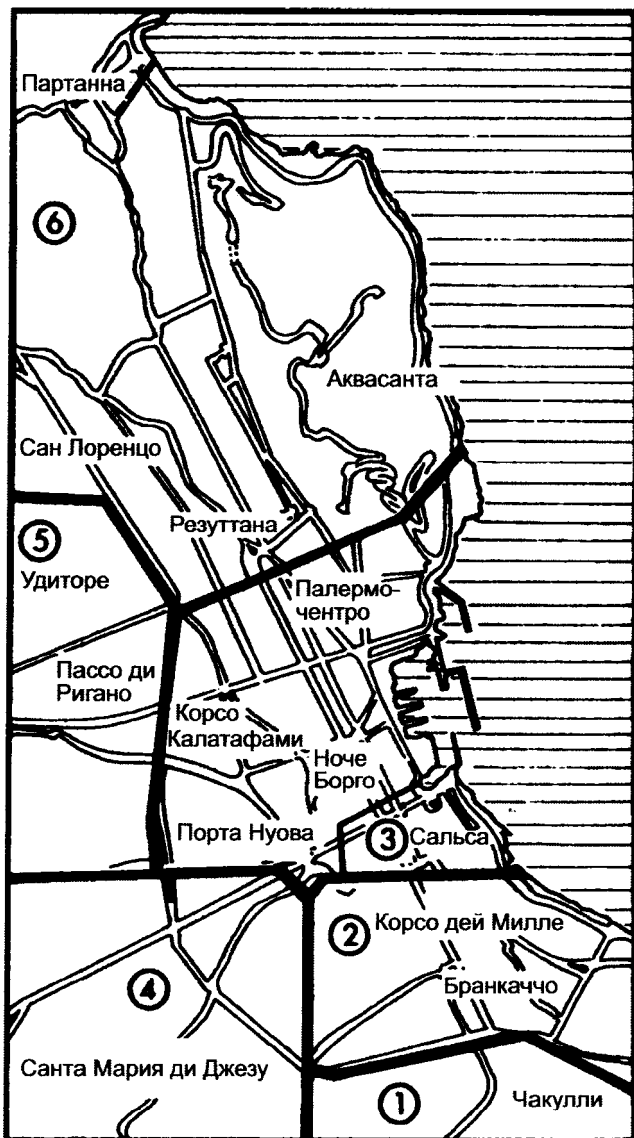 Партанна
6
Аквасанта
Сан Лоренцо
Резуттана
5
Удиторе
Палермо-
чентро
Пассо ди
Ригано
Корсо
Калатафами
Ноче
Борго
Порта Нуова
3 Сальса
2
Корсо дей Милле
Бранкаччо
4
Санта Мария ди Джезу
1
Чакулли